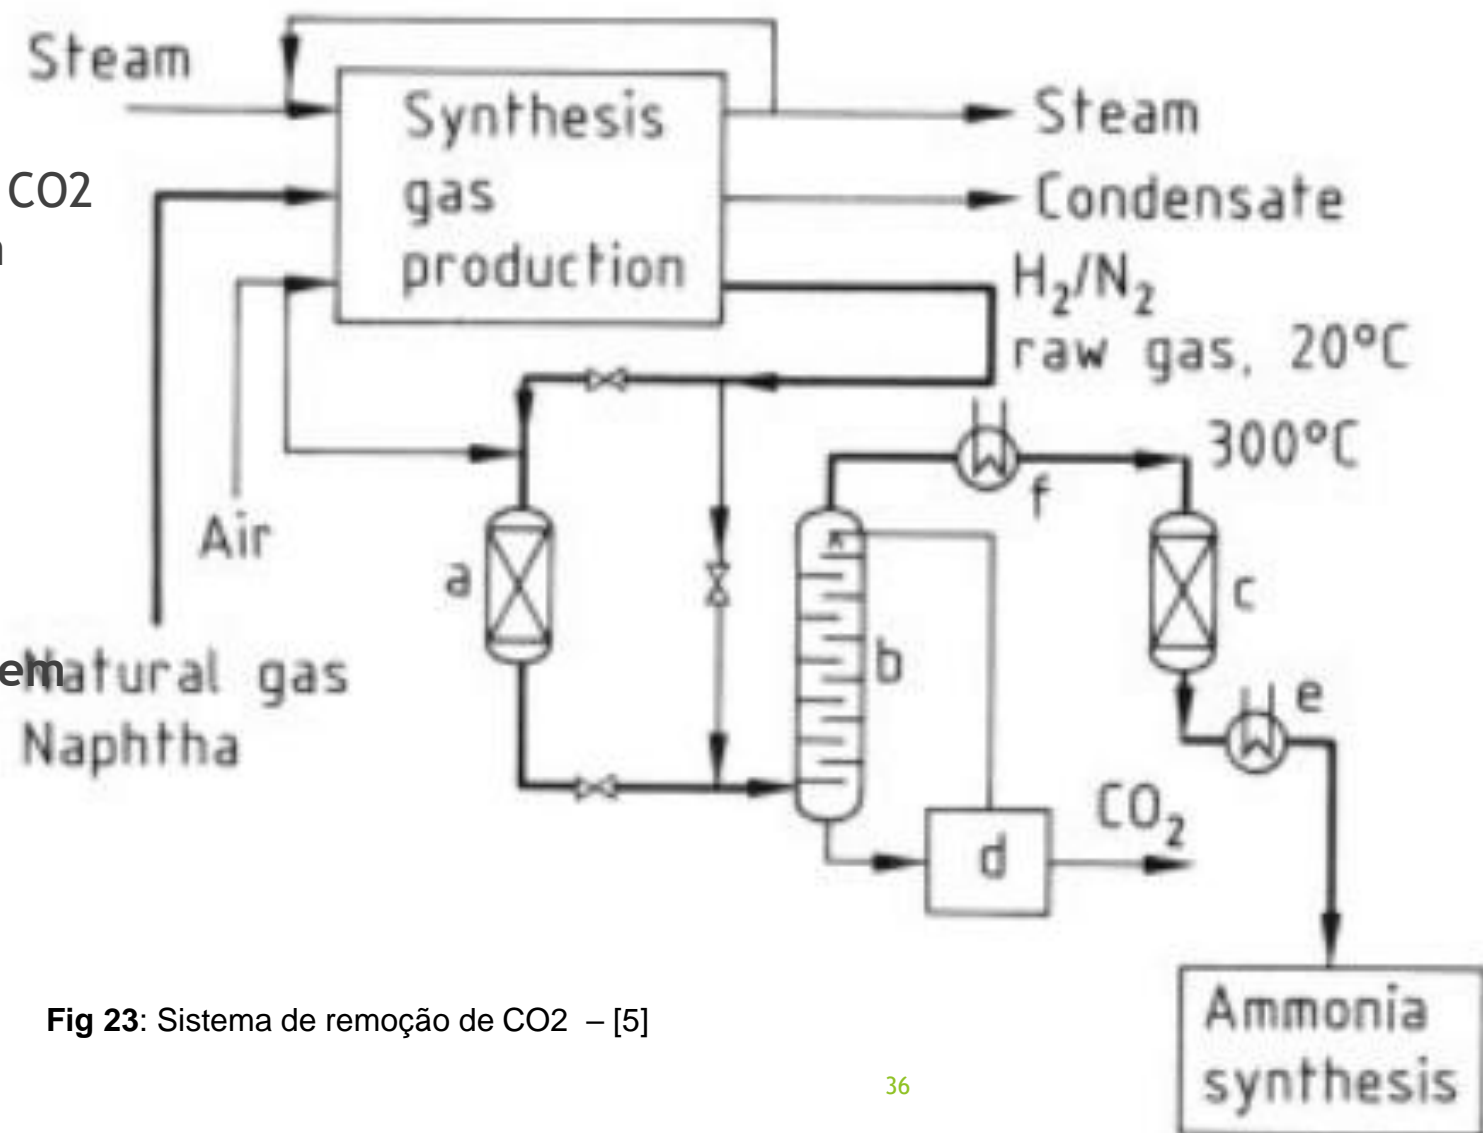 Steam
CO2
Synthesis
gas
production
Steam
Condensate
H₂/N₂
raw gas, 20°C
300°C
f
Air
a
b
c
em
Natural gas
Naphtha
e
d
CO₂
Ammonia
synthesis
Fig 23: Sistema de remoção de CO2 – [5]
36